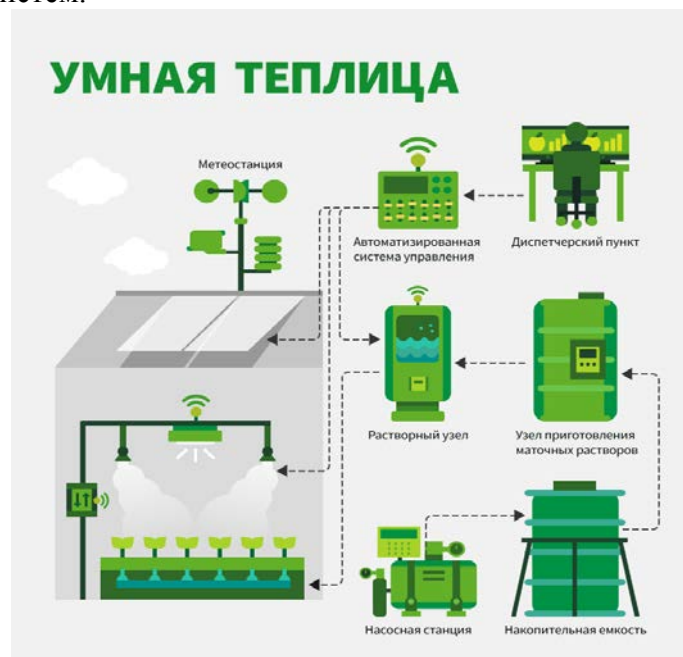 УМНАЯ ТЕПЛИЦА
Метеостанция
Автоматизированная
система управления
Диспетчерский пункт
Растворный узел
Узел приготовления
маточных растворов
Насосная станция
Накопительная емкость